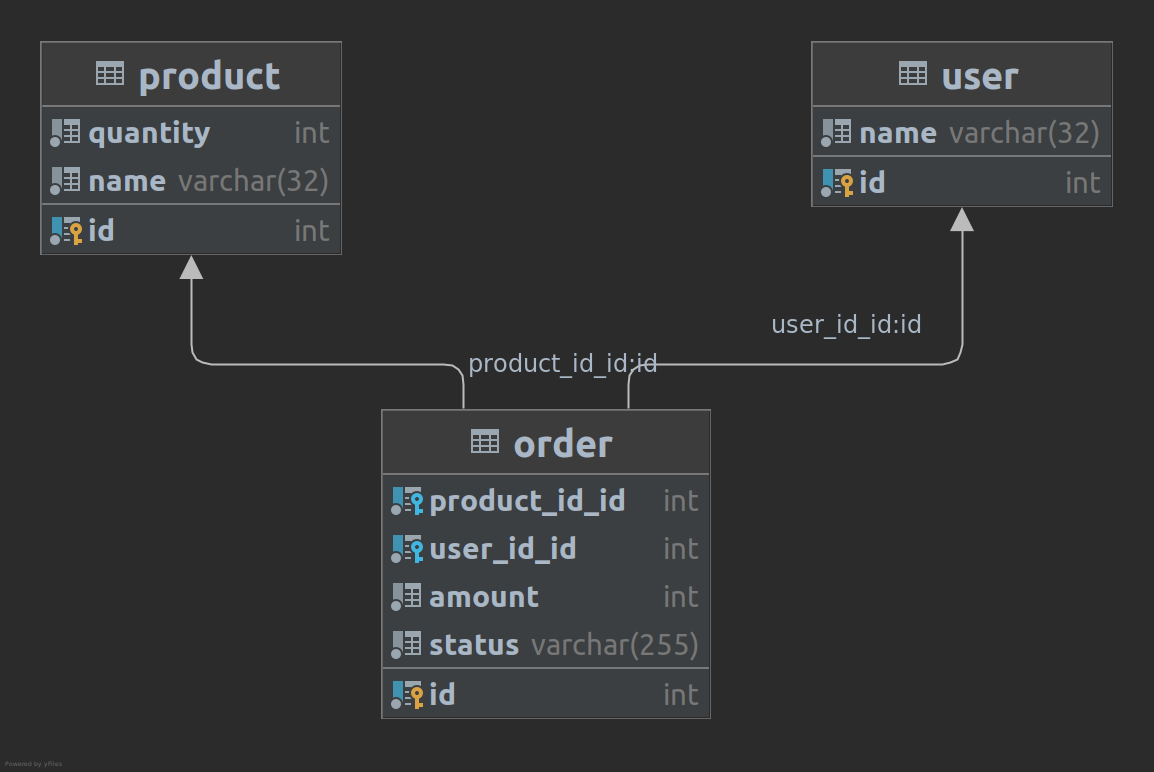 product
quantity int
name varchar(32)
id int
user
name varchar(32)
id int
user_id_id:id
product_id_id:id
order
product_id_id int
user_id_id int
amount int
status varchar(255)
id int
Powered by yFiles